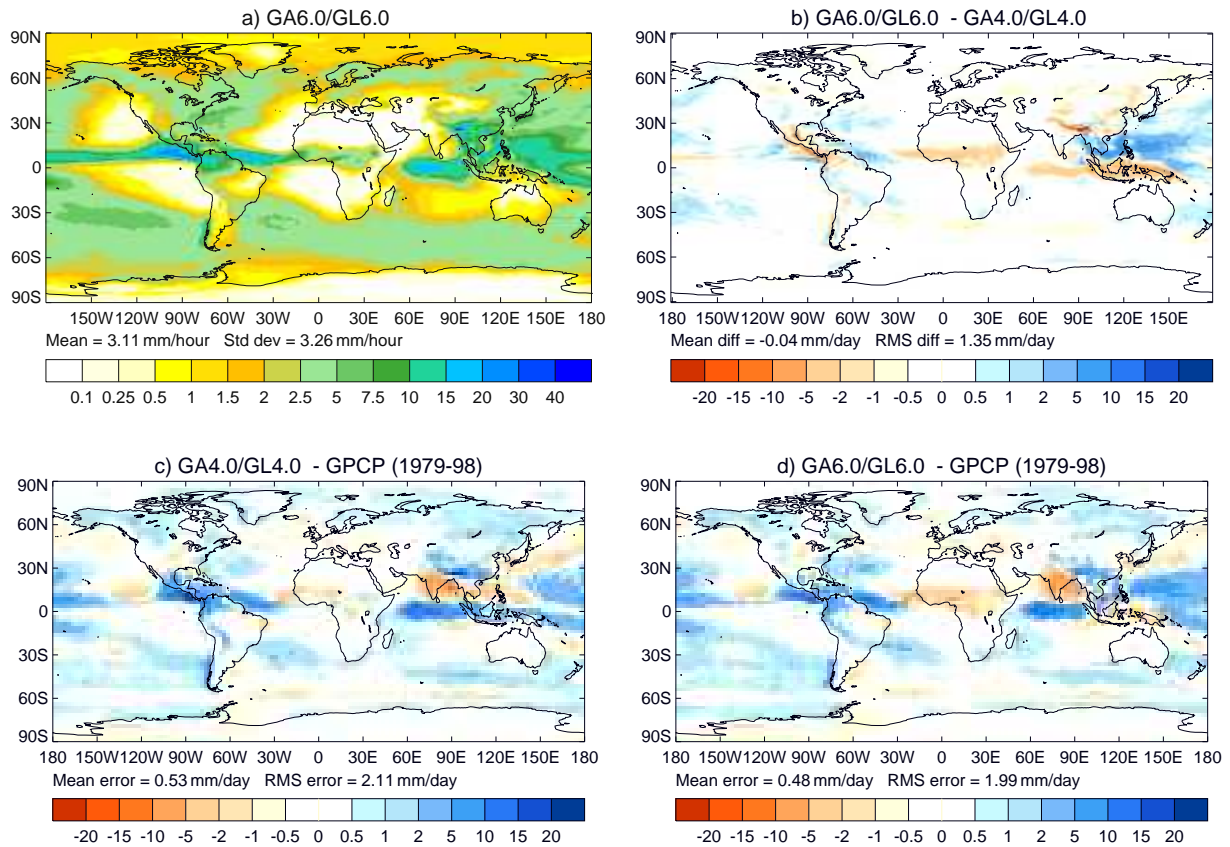 a) GA6.0/GL6.0
90N
60N
30N
0
30S
60S
90S
150W 120W 90W 60W 30W 0 30E 60E 90E 120E 150E 180
Mean = 3.11 mm/hour Std dev = 3.26 mm/hour
0.1 0.25 0.5 1 1.5 2 2.5 5 7.5 10 15 20 30 40
b) GA6.0/GL6.0 - GA4.0/GL4.0
90N
60N
30N
0
30S
60S
90S
180 150W 120W 90W 60W 30W 0 30E 60E 90E 120E 150E
Mean diff = -0.04 mm/day RMS diff = 1.35 mm/day
-20 -15 -10 -5 -2 -1 -0.5 0 0.5 1 2 5 10 15 20
c) GA4.0/GL4.0 - GPCP (1979-98)
90N
60N
30N
0
30S
60S
90S
180 150W 120W 90W 60W 30W 0 30E 60E 90E 120E 150E 180
Mean error = 0.53 mm/day RMS error = 2.11 mm/day
-20 -15 -10 -5 -2 -1 -0.5 0 0.5 1 2 5 10 15 20
d) GA6.0/GL6.0 - GPCP (1979-98)
90N
60N
30N
0
30S
60S
90S
180 150W 120W 90W 60W 30W 0 30E 60E 90E 120E 150E 180
Mean error = 0.48 mm/day RMS error = 1.99 mm/day
-20 -15 -10 -5 -2 -1 -0.5 0 0.5 1 2 5 10 15 20